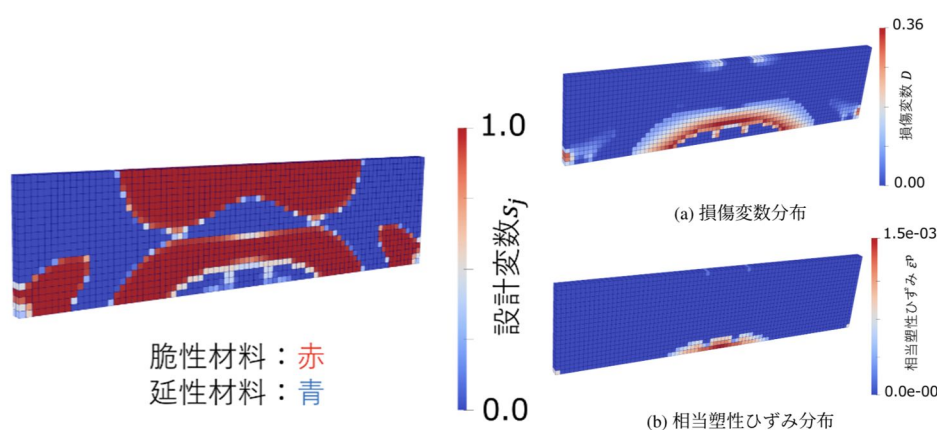 1.0
設計変数sj
0.0
脆性材料：赤
延性材料：青
0.36
損傷変数 D
0.00
(a) 損傷変数分布
1.5e-03
相当塑性ひずみ ε̄ᵖ
0.0e-00
(b) 相当塑性ひずみ分布